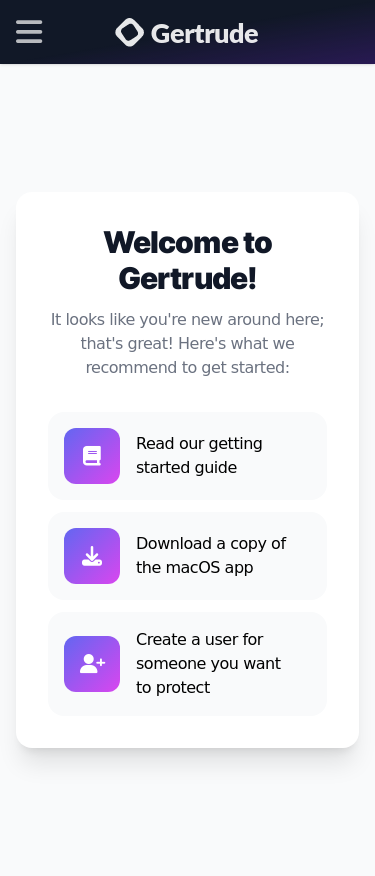 Gertrude
Welcome to
Gertrude!
It looks like you're new around here;
that's great! Here's what we
recommend to get started:
Read our getting
started guide
Download a copy of
the macOS app
Create a user for
someone you want
to protect